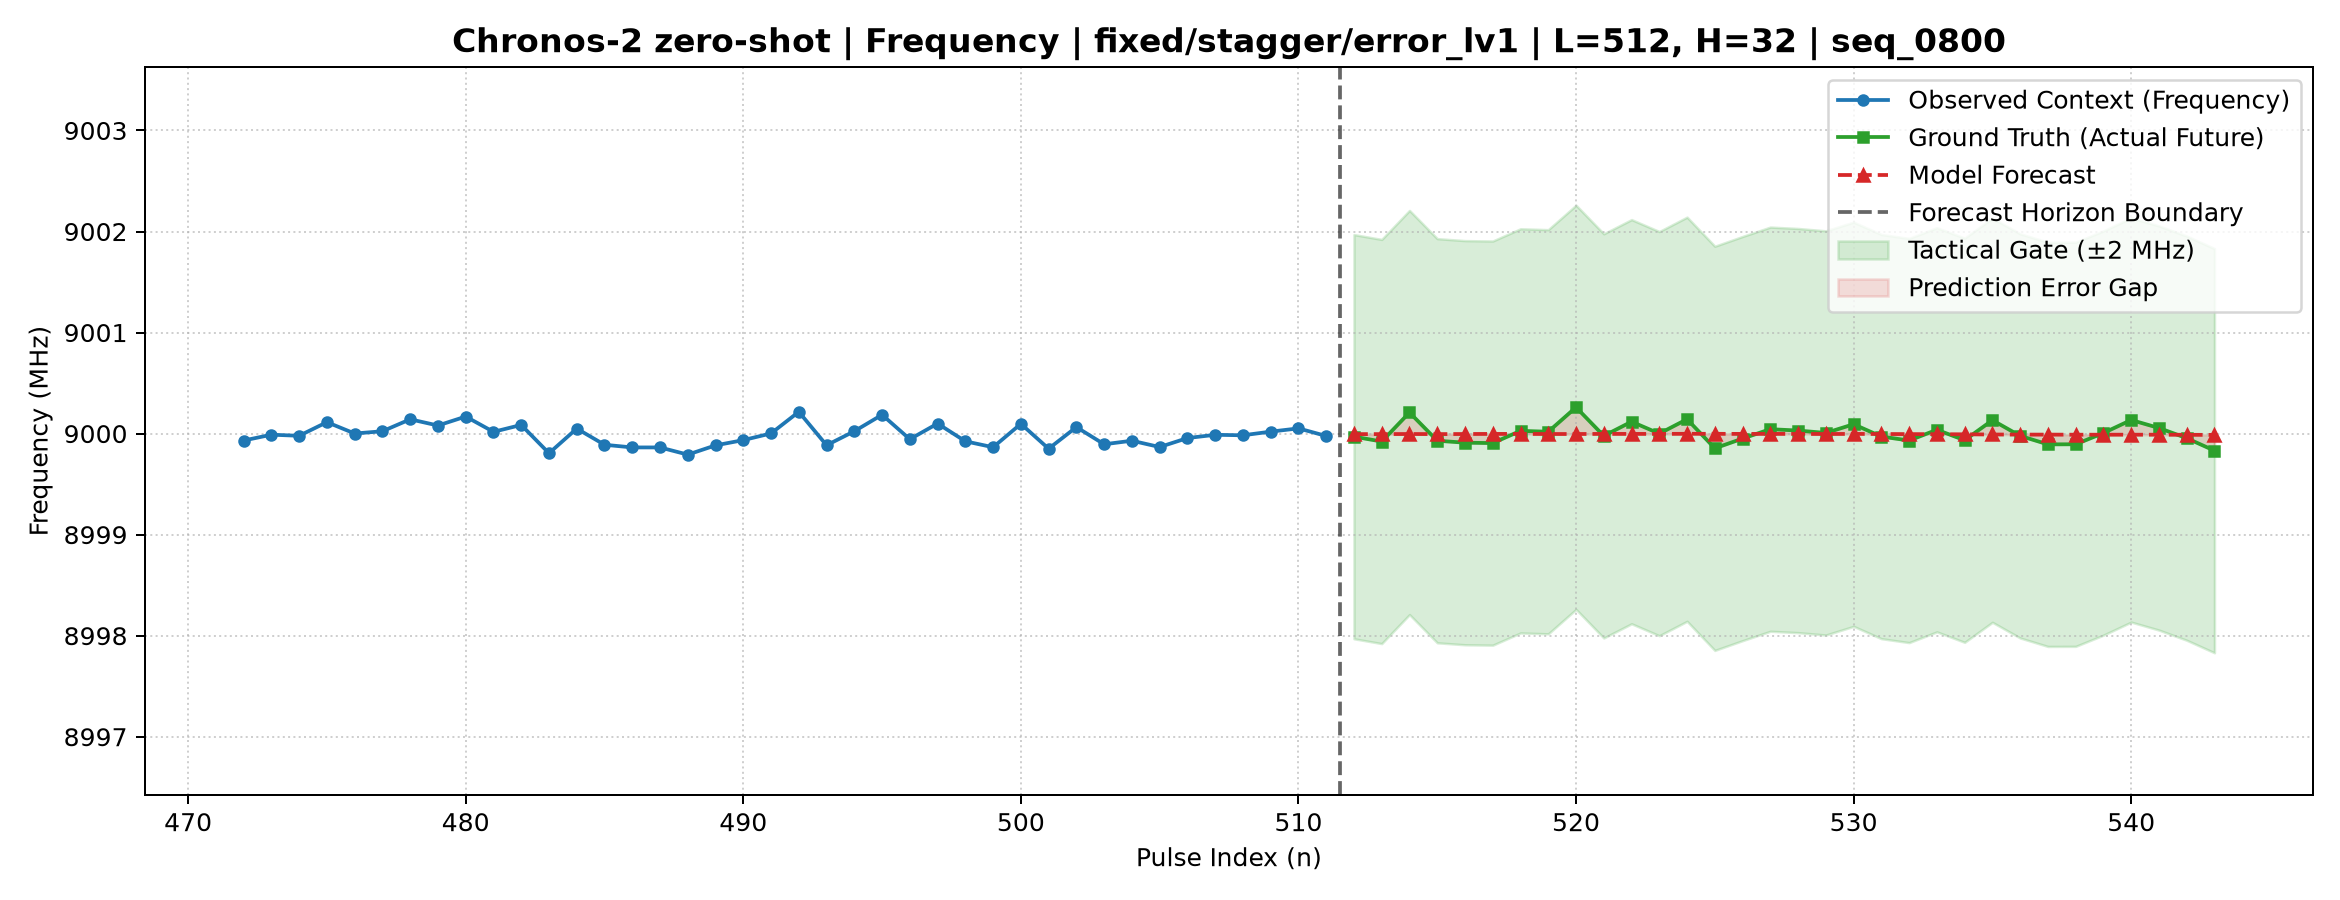 Chronos-2 zero-shot | Frequency | fixed/stagger/error_lv1 | L=512, H=32 | seq_0800
Observed Context (Frequency)
Ground Truth (Actual Future)
Model Forecast
Forecast Horizon Boundary
Tactical Gate (±2 MHz)
Prediction Error Gap
Frequency (MHz)
9003
9002
9001
9000
8999
8998
8997
470 480 490 500 510 520 530 540
Pulse Index (n)